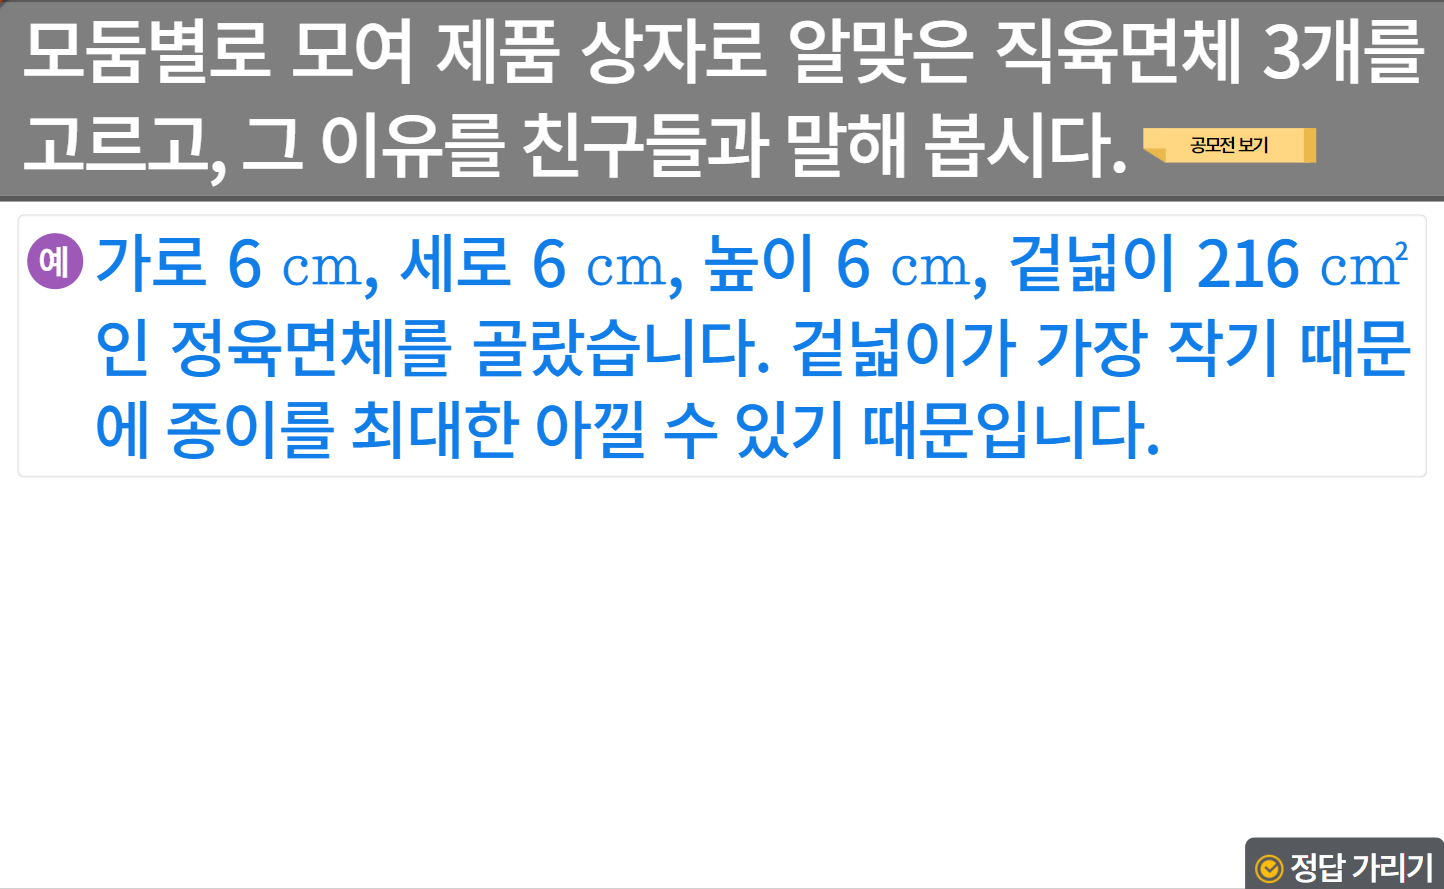 모둠별로 모여 제품 상자로 알맞은 직육면체 3개를
고르고, 그 이유를 친구들과 말해 봅시다. 공모전 보기
예 가로 6 cm, 세로 6 cm, 높이 6 cm, 겉넓이 216 cm²
인 정육면체를 골랐습니다. 겉넓이가 가장 작기 때문
에 종이를 최대한 아낄 수 있기 때문입니다.
정답 가리기